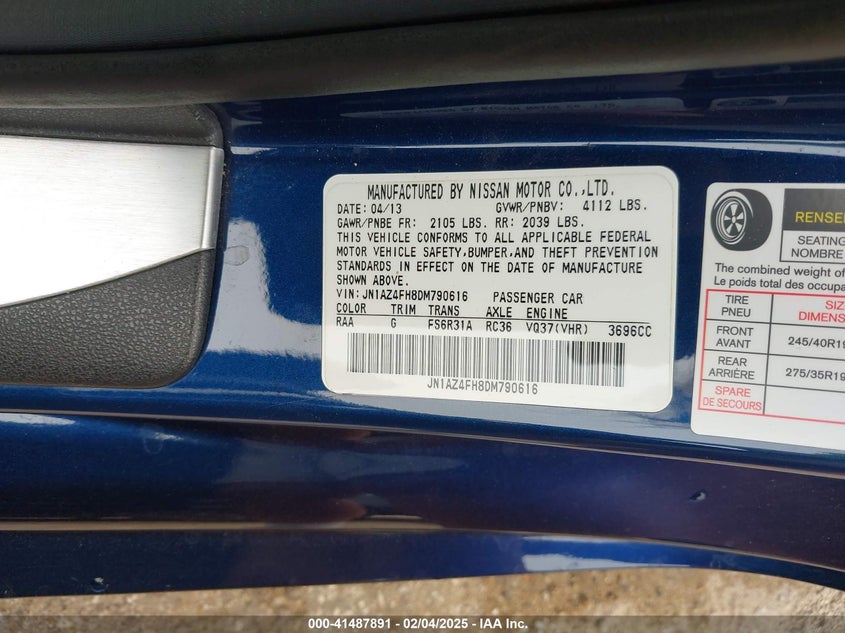 MANUFACTURED BY NISSAN MOTOR CO.,LTD.
DATE: 04/13 GVWR/PNBV: 4112 LBS.
GAWR/PNBE FR: 2105 LBS. RR: 2039 LBS.
THIS VEHICLE CONFORMS TO ALL APPLICABLE FEDERAL
MOTOR VEHICLE SAFETY,BUMPER,AND THEFT PREVENTION
STANDARDS IN EFFECT ON THE DATE OF MANUFACTURE
SHOWN ABOVE.
VIN: JN1AZ4FH8DM790616 PASSENGER CAR
COLOR TRIM TRANS AXLE ENGINE
RAA G FS6R31A RC36 VQ37(VHR) 3696CC
JN1AZ4FH8DM790616
RENSEI
SEATING
NOMBRE
The combined weight of
Le poids total des occupa
TIRE
PNEU
SIZ
DIMENS
FRONT
AVANT
245/40R19
REAR
ARRIÈRE
275/35R19
SPARE
DE SECOURS
000-41487891 - 02/04/2025 - IAA Inc.